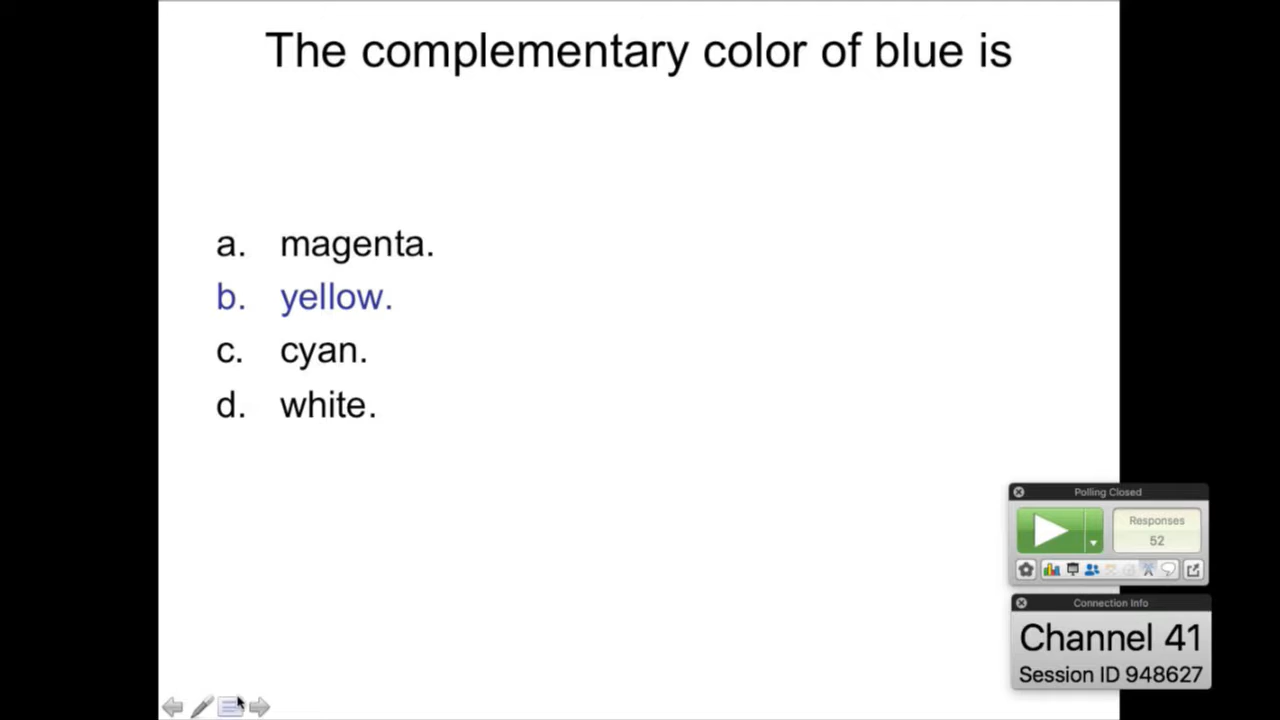 The complementary color of blue is
a. magenta.
b. yellow.
c. cyan.
d. white.
Polling Closed
Responses
52
Connection Info
Channel 41
Session ID 948627